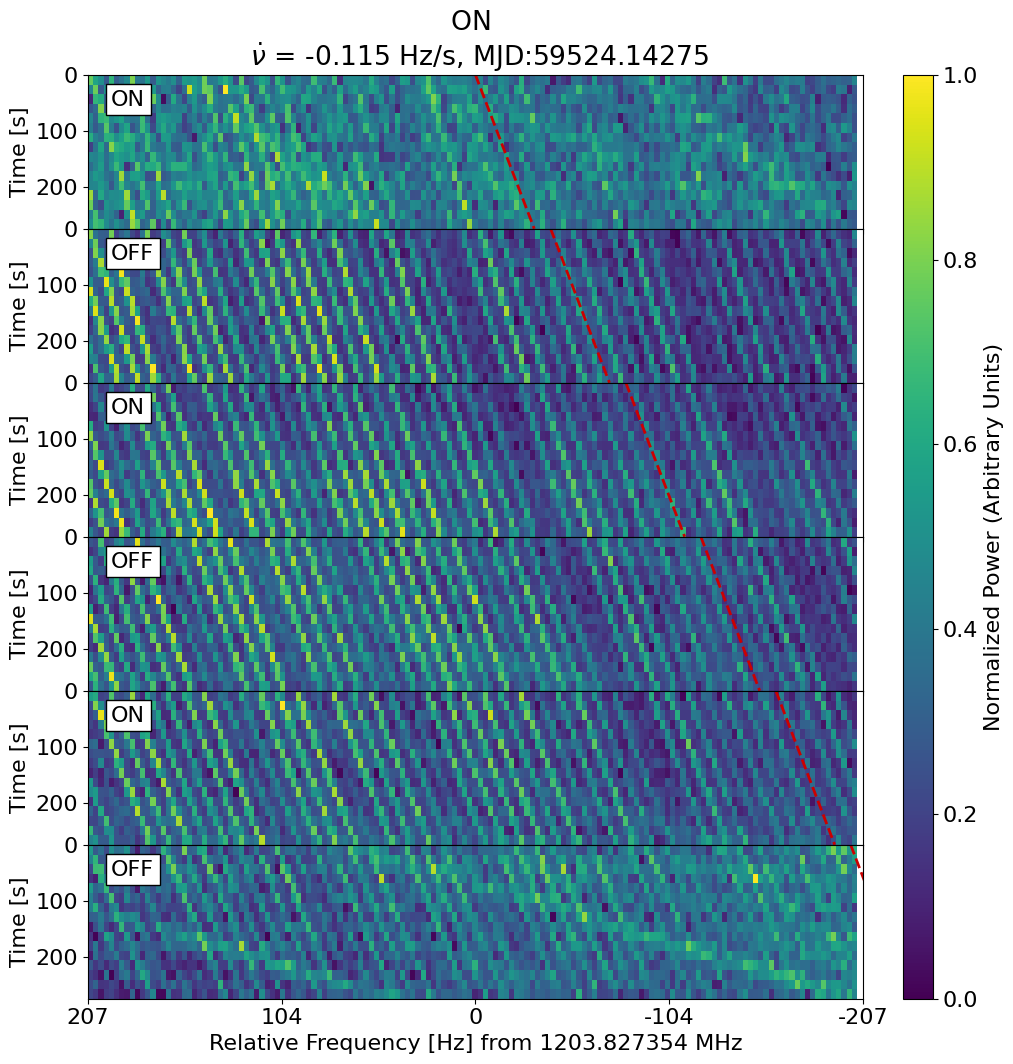 ON
ν̇ = -0.115 Hz/s, MJD:59524.14275
0
100
200
Time [s]
ON
0
100
200
Time [s]
OFF
0
100
200
Time [s]
ON
0
100
200
Time [s]
OFF
0
100
200
Time [s]
ON
0
100
200
Time [s]
OFF
207
104
0
-104
-207
Relative Frequency [Hz] from 1203.827354 MHz
1.0
0.8
0.6
0.4
0.2
0.0
Normalized Power (Arbitrary Units)